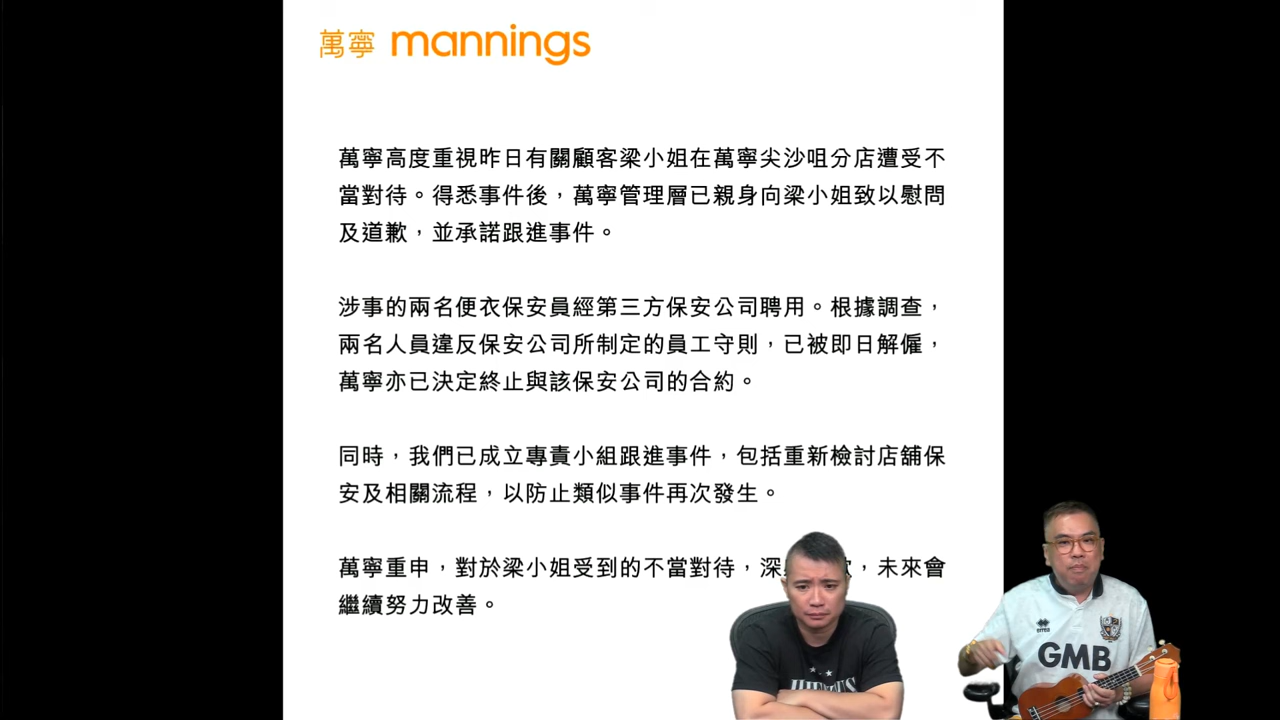 萬寧 mannings
萬寧高度重視昨日有關顧客梁小姐在萬寧尖沙咀分店遭受不
當對待。得悉事件後，萬寧管理層已親身向梁小姐致以慰問
及道歉，並承諾跟進事件。
涉事的兩名便衣保安員經第三方保安公司聘用。根據調查，
兩名人員違反保安公司所制定的員工守則，已被即日解僱，
萬寧亦已決定終止與該保安公司的合約。
同時，我們已成立專責小組跟進事件，包括重新檢討店舖保
安及相關流程，以防止類似事件再次發生。
萬寧重申，對於梁小姐受到的不當對待，深
，未來會
繼續努力改善。
GMB